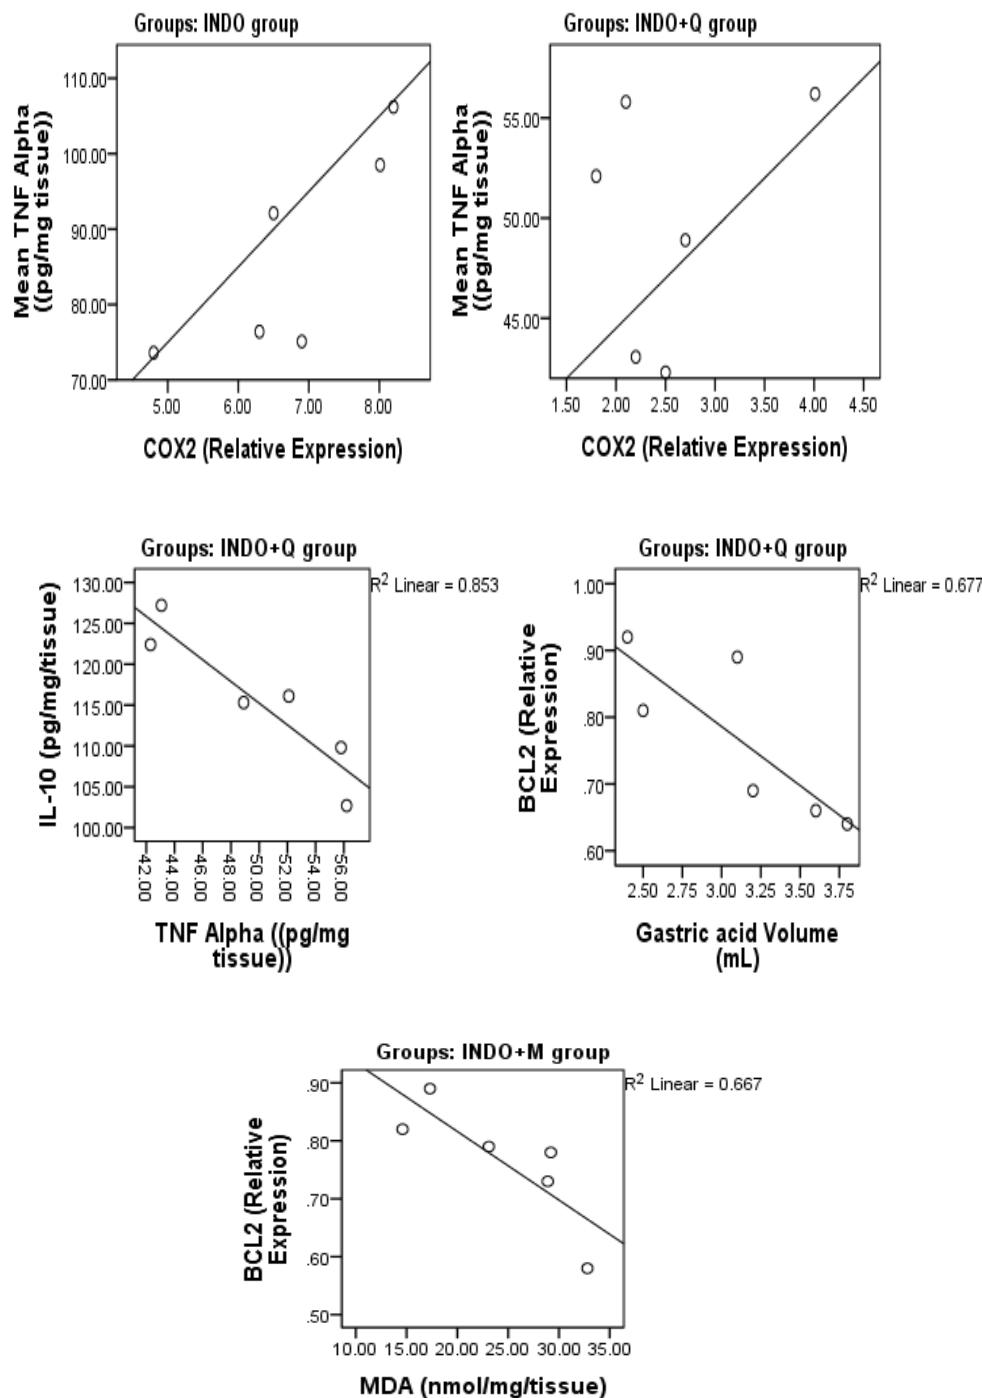 Groups: INDO group
Mean TNF Alpha
((pg/mg tissue))
110.00
100.00
90.00
80.00
70.00
5.00 6.00 7.00 8.00
COX2 (Relative Expression)
Groups: INDO+Q group
Mean TNF Alpha
((pg/mg tissue))
55.00
50.00
45.00
1.50 2.00 2.50 3.00 3.50 4.00 4.50
COX2 (Relative Expression)
Groups: INDO+Q group
R² Linear = 0.853
IL-10 (pg/mg/tissue)
130.00
125.00
120.00
115.00
110.00
105.00
100.00
42.00 44.00 46.00 48.00 50.00 52.00 54.00 56.00
TNF Alpha ((pg/mg
tissue))
Groups: INDO+Q group
R² Linear = 0.677
BCL2 (Relative
Expression)
1.00
.90
.80
.70
.60
2.50 2.75 3.00 3.25 3.50 3.75
Gastric acid Volume
(mL)
Groups: INDO+M group
R² Linear = 0.667
BCL2 (Relative
Expression)
.90
.80
.70
.60
.50
10.00 15.00 20.00 25.00 30.00 35.00
MDA (nmol/mg/tissue)